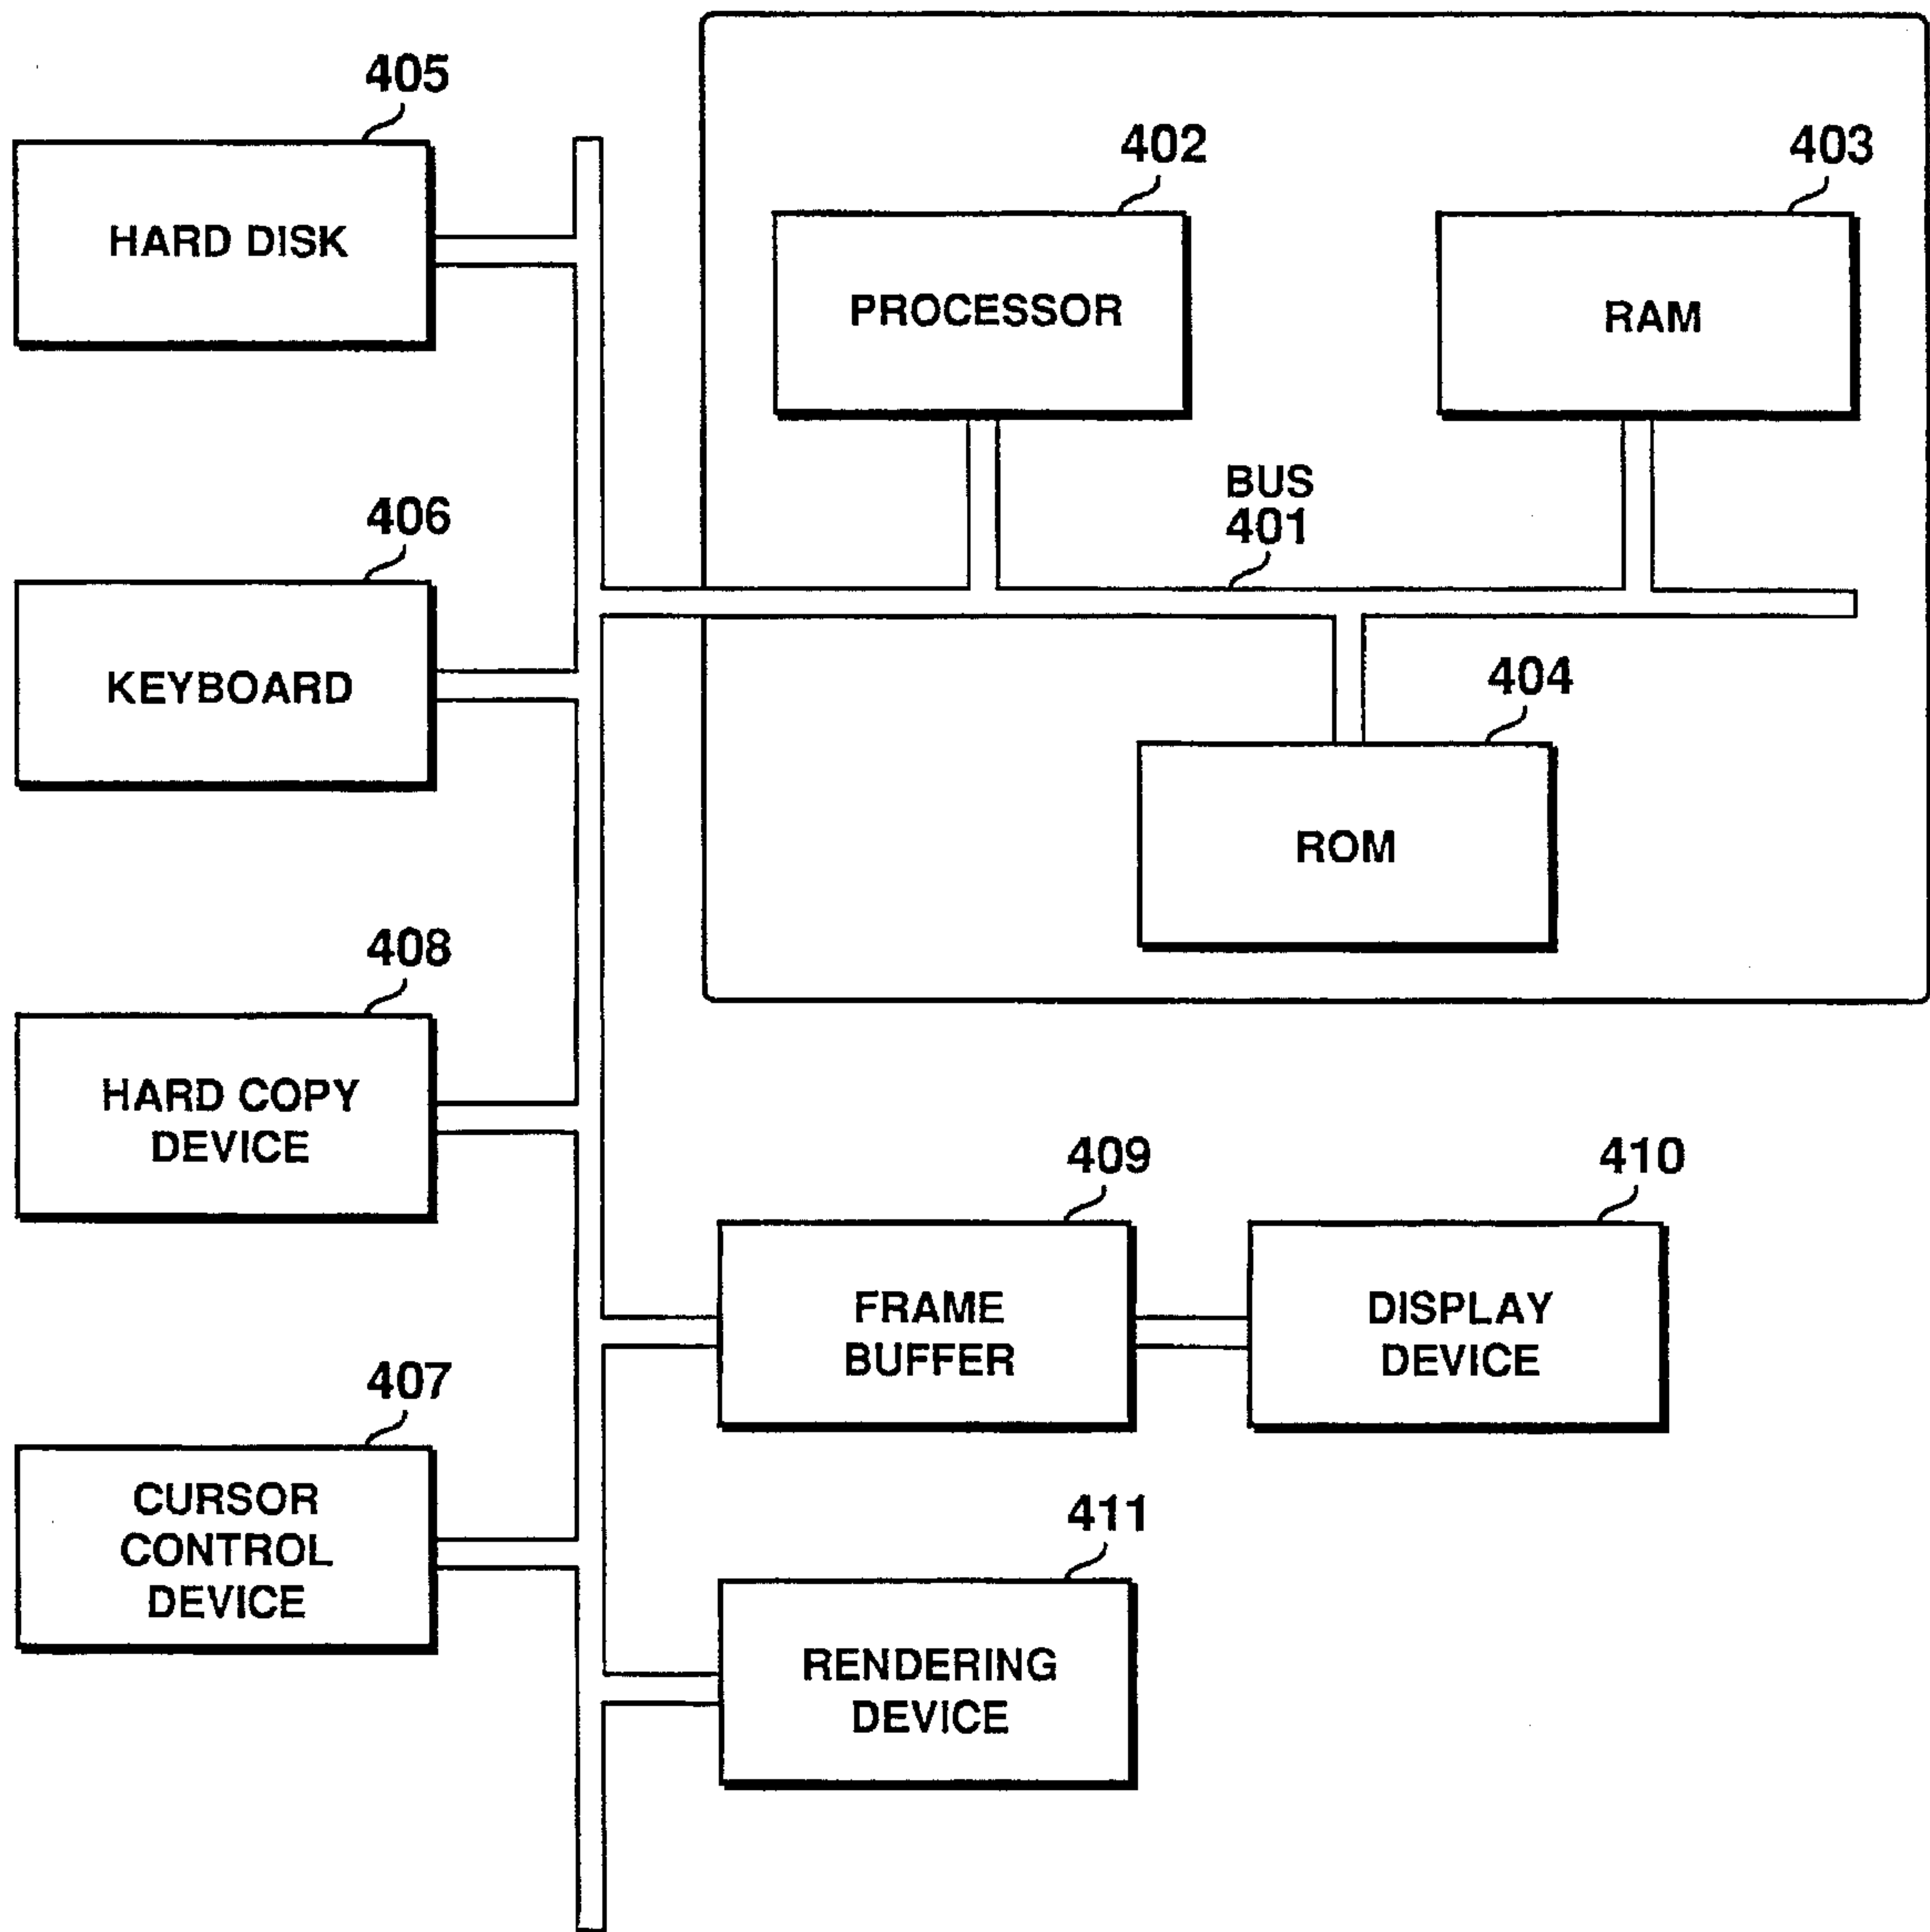 405
HARD DISK
402
PROCESSOR
403
RAM
BUS
401
406
KEYBOARD
404
ROM
408
HARD COPY
DEVICE
409
FRAME
BUFFER
410
DISPLAY
DEVICE
407
CURSOR
CONTROL
DEVICE
411
RENDERING
DEVICE